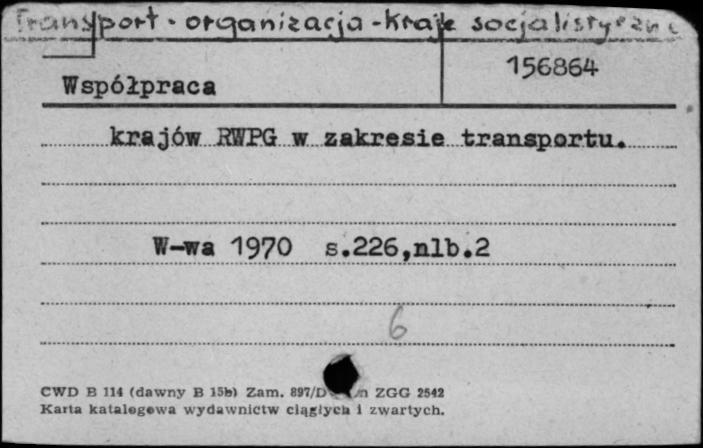 Transport - organizacja - kraje socjalistyczne
156864
Współpraca
krajów RWPG w zakresie transportu.
W-wa 1970 s.226,nlb.2
6
CWD B 114 (dawny B 15b) Zam. 897/D ZGG 2542
Karta katalogowa wydawnictw ciągłych i zwartych.